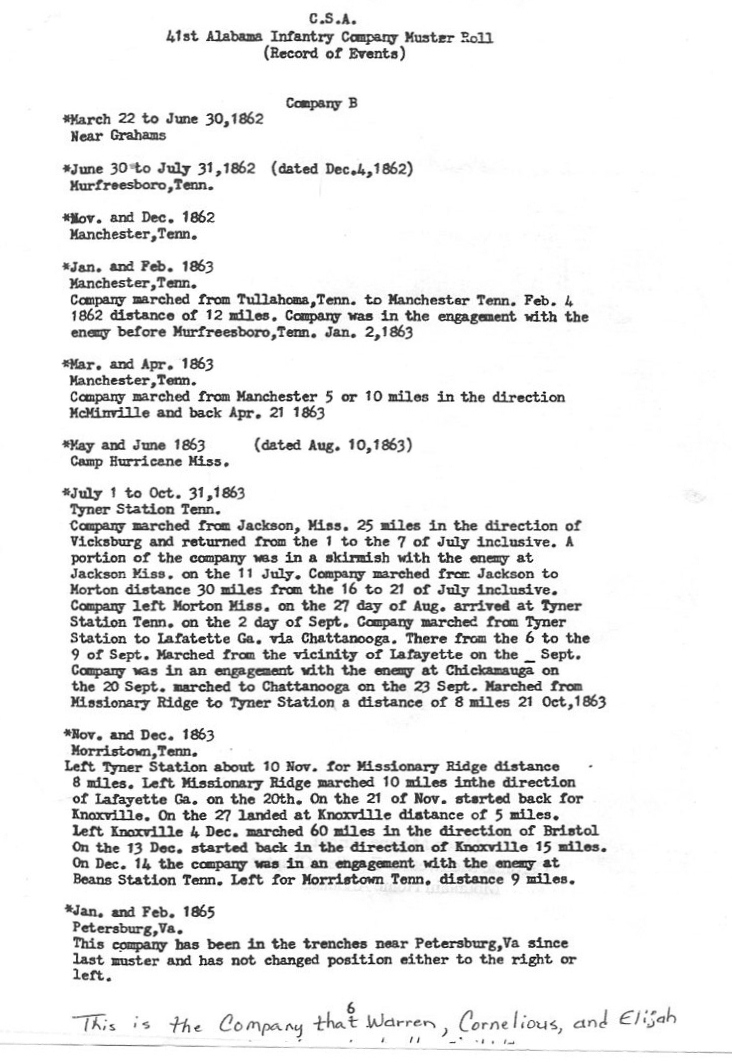 C.S.A.
41st Alabama Infantry Company Muster Roll
(Record of Events)
Company B
*March 22 to June 30,1862
Near Grahams
*June 30 to July 31,1862 (dated Dec.4,1862)
Murfreesboro,Tenn.
*Nov. and Dec. 1862
Manchester,Tenn.
*Jan. and Feb. 1863
Manchester,Tenn.
Company marched from Tullahoma,Tenn. to Manchester Tenn. Feb. 4
1862 distance of 12 miles. Company was in the engagement with the
enemy before Murfreesboro,Tenn. Jan. 2,1863
*Mar. and Apr. 1863
Manchester,Tenn.
Company marched from Manchester 5 or 10 miles in the direction
McMinville and back Apr. 21 1863
*May and June 1863 (dated Aug. 10,1863)
Camp Hurricane Miss.
*July 1 to Oct. 31,1863
Tyner Station Tenn.
Company marched from Jackson, Miss. 25 miles in the direction of
Vicksburg and returned from the 1 to the 7 of July inclusive. A
portion of the company was in a skirmish with the enemy at
Jackson Miss. on the 11 July. Company marched from Jackson to
Morton distance 30 miles from the 16 to 21 of July inclusive.
Company left Morton Miss. on the 27 day of Aug. arrived at Tyner
Station Tenn. on the 2 day of Sept. Company marched from Tyner
Station to Lafatette Ga. via Chattanooga. There from the 6 to the
9 of Sept. Marched from the vicinity of Lafayette on the _ Sept.
Company was in an engagement with the enemy at Chickamauga on
the 20 Sept. marched to Chattanooga on the 23 Sept. Marched from
Missionary Ridge to Tyner Station a distance of 8 miles 21 Oct,1863
*Nov. and Dec. 1863
Morristown,Tenn.
Left Tyner Station about 10 Nov. for Missionary Ridge distance
8 miles. Left Missionary Ridge marched 10 miles inthe direction
of Lafayette Ga. on the 20th. On the 21 of Nov. started back for
Knoxville. On the 27 landed at Knoxville distance of 5 miles.
Left Knoxville 4 Dec. marched 60 miles in the direction of Bristol
On the 13 Dec. started back in the direction of Knoxville 15 miles.
On Dec. 14 the company was in an engagement with the enemy at
Beans Station Tenn. Left for Morristown Tenn. distance 9 miles.
*Jan. and Feb. 1865
Petersburg,Va.
This company has been in the trenches near Petersburg,Va since
last muster and has not changed position either to the right or
left.
6
This is the Company that Warren, Cornelious, and Elijah